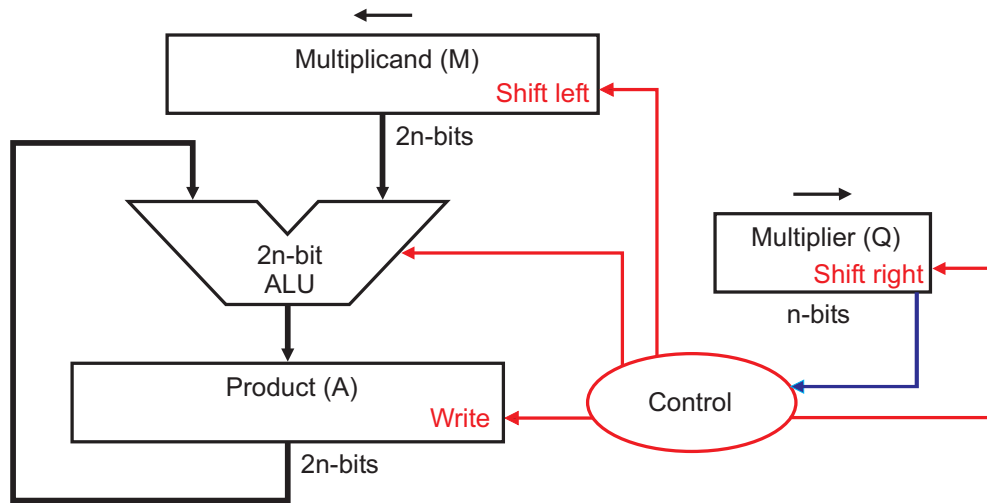 Multiplicand (M)
Shift left
2n-bits
2n-bit
ALU
Multiplier (Q)
Shift right
n-bits
Product (A)
Write
Control
2n-bits